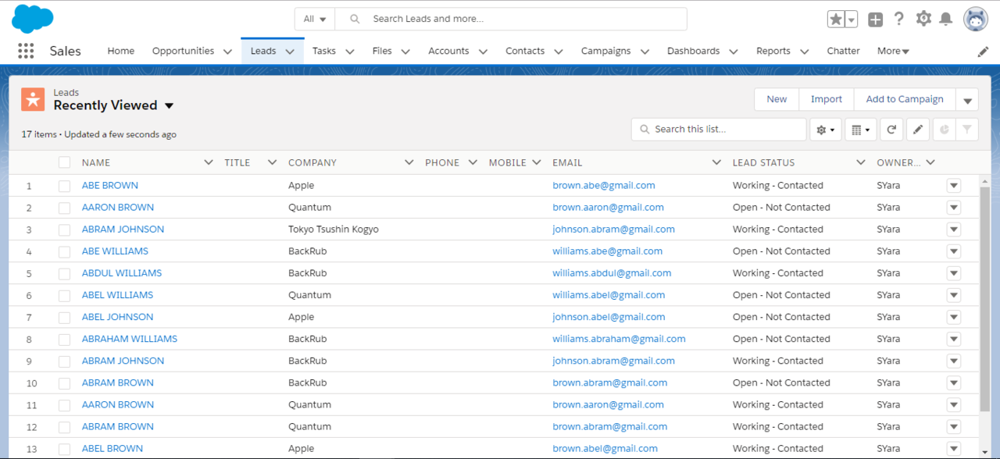 All Search Leads and more...
Sales Home Opportunities Leads Tasks Files Accounts Contacts Campaigns Dashboards Reports Chatter More
Leads
Recently Viewed
New Import Add to Campaign
17 items • Updated a few seconds ago
Search this list...
NAME TITLE COMPANY PHONE MOBILE EMAIL LEAD STATUS OWNER...
1 ABE BROWN Apple brown.abe@gmail.com Working - Contacted SYara
2 AARON BROWN Quantum brown.aaron@gmail.com Open - Not Contacted SYara
3 ABRAM JOHNSON Tokyo Tsushin Kogyo johnson.abram@gmail.com Working - Contacted SYara
4 ABE WILLIAMS BackRub williams.abe@gmail.com Open - Not Contacted SYara
5 ABDUL WILLIAMS BackRub williams.abdul@gmail.com Working - Contacted SYara
6 ABEL WILLIAMS Quantum williams.abel@gmail.com Open - Not Contacted SYara
7 ABEL JOHNSON Apple johnson.abel@gmail.com Open - Not Contacted SYara
8 ABRAHAM WILLIAMS BackRub williams.abraham@gmail.com Open - Not Contacted SYara
9 ABRAM JOHNSON BackRub johnson.abram@gmail.com Working - Contacted SYara
10 ABRAM BROWN BackRub brown.abram@gmail.com Open - Not Contacted SYara
11 AARON BROWN Quantum brown.aaron@gmail.com Working - Contacted SYara
12 ABRAM BROWN Quantum brown.abram@gmail.com Working - Contacted SYara
13 ABEL BROWN Apple brown.abel@gmail.com Working - Contacted SYara